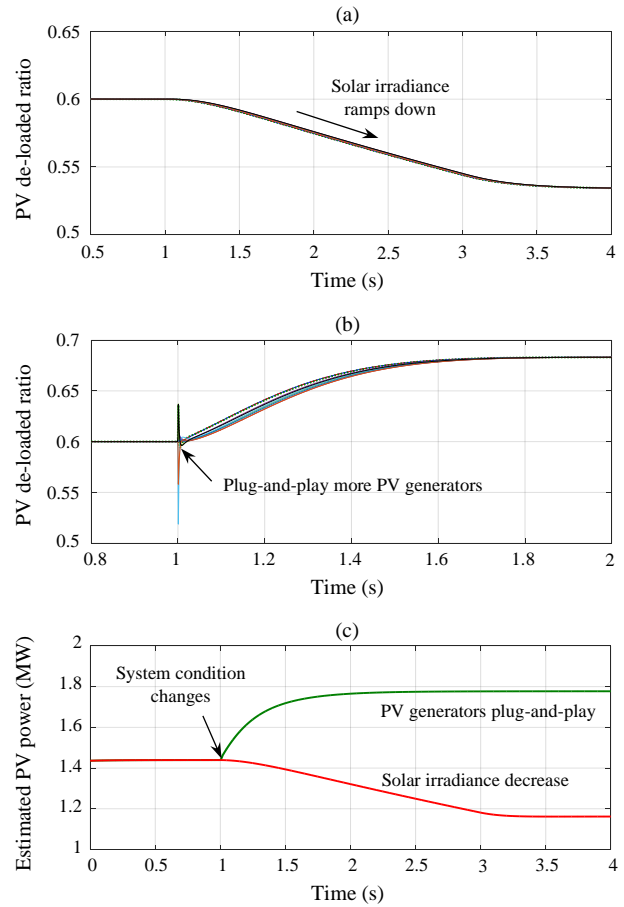 (a)
0.65
0.6
0.55
0.5
PV de-loaded ratio
Solar irradiance
ramps down
0.5 1 1.5 2 2.5 3 3.5 4
Time (s)
(b)
0.7
0.65
0.6
0.55
0.5
PV de-loaded ratio
Plug-and-play more PV generators
0.8 1 1.2 1.4 1.6 1.8 2
Time (s)
(c)
2
1.8
1.6
1.4
1.2
1
Estimated PV power (MW)
System condition
changes
PV generators plug-and-play
Solar irradiance decrease
0 0.5 1 1.5 2 2.5 3 3.5 4
Time (s)